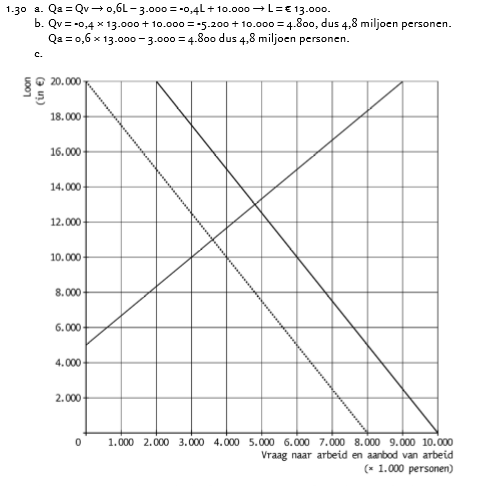 1.30 a. Qa = Qv → 0,6L – 3.000 = -0,4L + 10.000 → L = € 13.000.
b. Qv = -0,4 × 13.000 + 10.000 = -5.200 + 10.000 = 4.800, dus 4,8 miljoen personen.
Qa = 0,6 × 13.000 – 3.000 = 4.800 dus 4,8 miljoen personen.
c.
Loon
(in €)
20.000
18.000
16.000
14.000
12.000
10.000
8.000
6.000
4.000
2.000
0 1.000 2.000 3.000 4.000 5.000 6.000 7.000 8.000 9.000 10.000
Vraag naar arbeid en aanbod van arbeid
(× 1.000 personen)